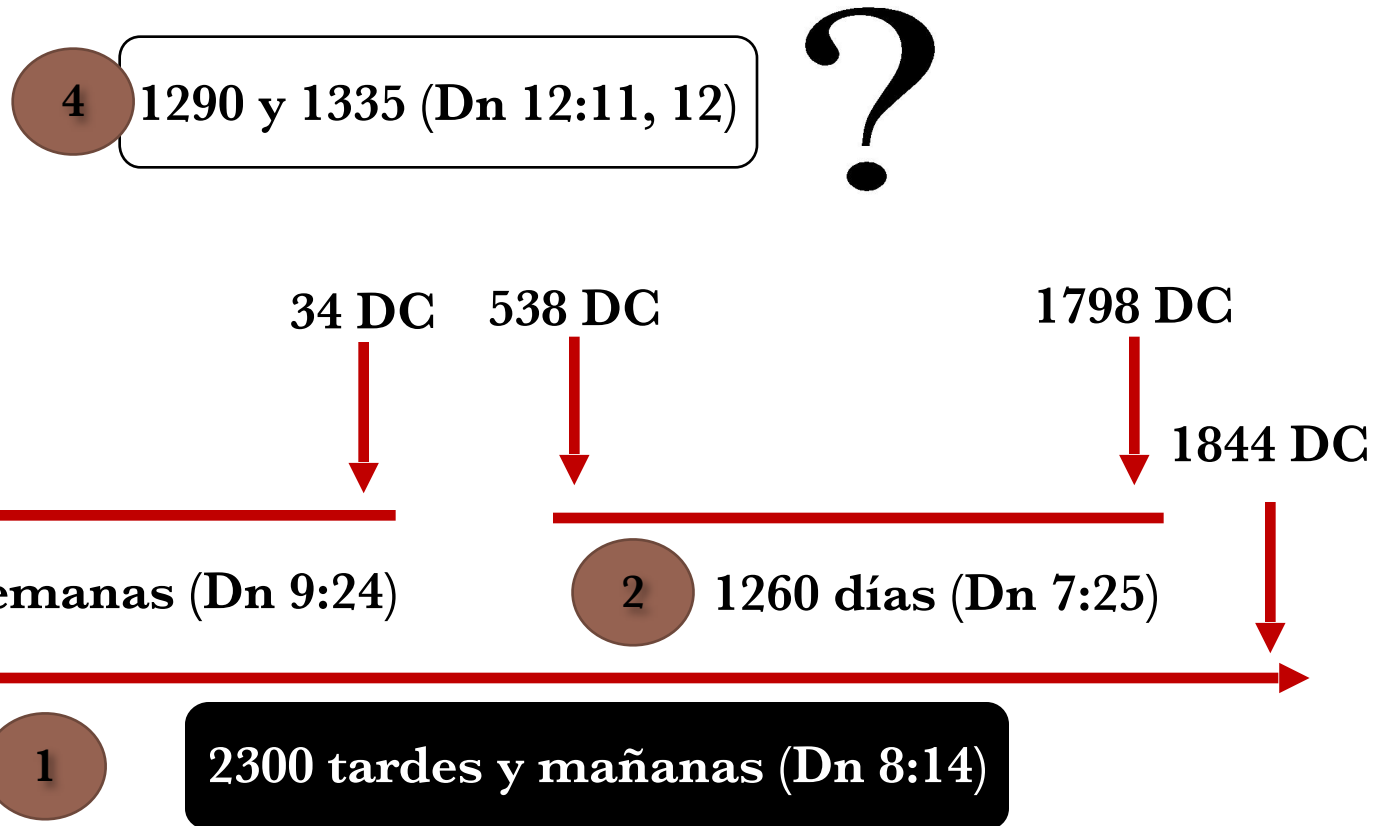 4 1290 y 1335 (Dn 12:11, 12) ?
34 DC 538 DC 1798 DC
1844 DC
emanas (Dn 9:24) 2 1260 días (Dn 7:25)
1 2300 tardes y mañanas (Dn 8:14)